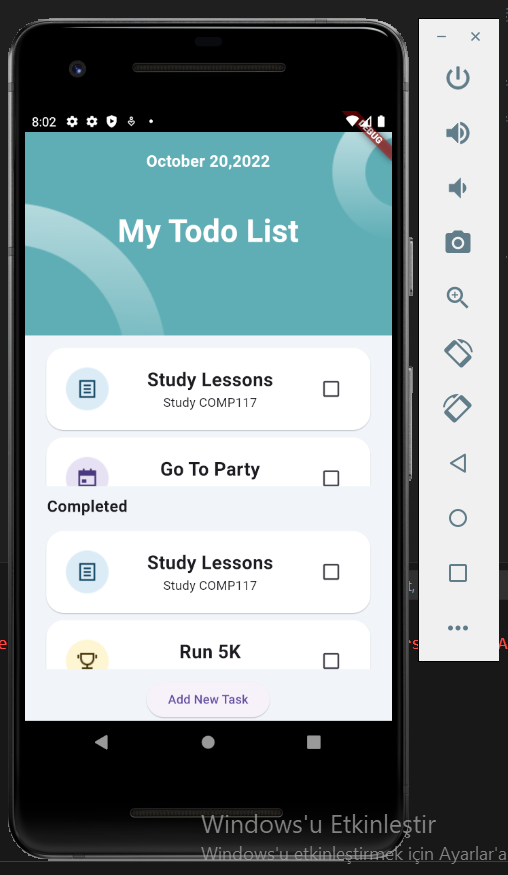 8:02
DEBUG
October 20,2022
My Todo List
Study Lessons
Study COMP117
Go To Party
Completed
Study Lessons
Study COMP117
Run 5K
Add New Task
Windows'u Etkinleştir
Windows'u etkinleştirmek için Ayarlar'a